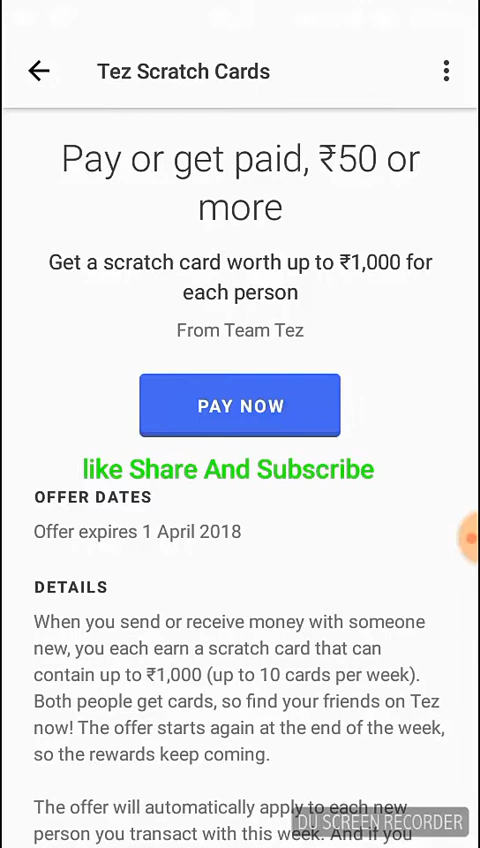 Tez Scratch Cards
Pay or get paid, ₹50 or
more
Get a scratch card worth up to ₹1,000 for
each person
From Team Tez
PAY NOW
like Share And Subscribe
OFFER DATES
Offer expires 1 April 2018
DETAILS
When you send or receive money with someone
new, you each earn a scratch card that can
contain up to ₹1,000 (up to 10 cards per week).
Both people get cards, so find your friends on Tez
now! The offer starts again at the end of the week,
so the rewards keep coming.
The offer will automatically apply to each new
DU SCREEN RECORDER
person you transact with this week. And if you